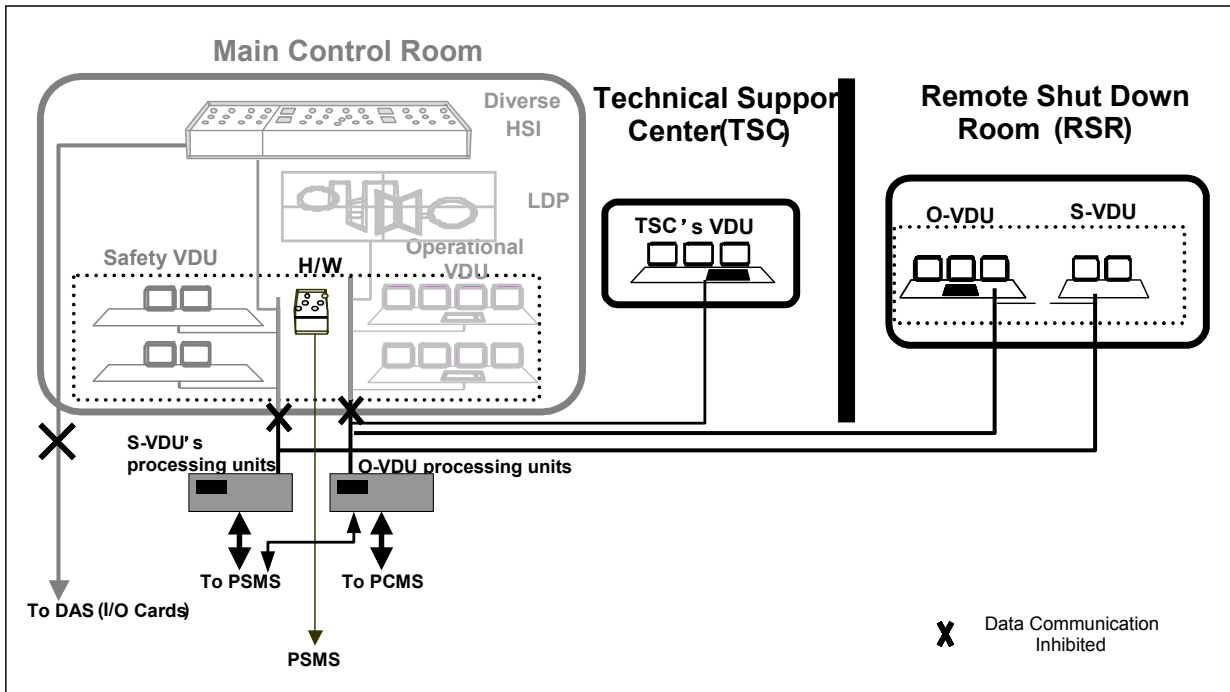 Main Control Room
Diverse
HSI
LDP
Safety VDU
H/W
Operational
VDU
Technical Suppor
Center(TSC)
TSC's VDU
Remote Shut Down
Room (RSR)
O-VDU
S-VDU
S-VDU's
processing units
O-VDU processing units
To PSMS
To PCMS
To DAS (I/O Cards)
PSMS
X Data Communication
Inhibited